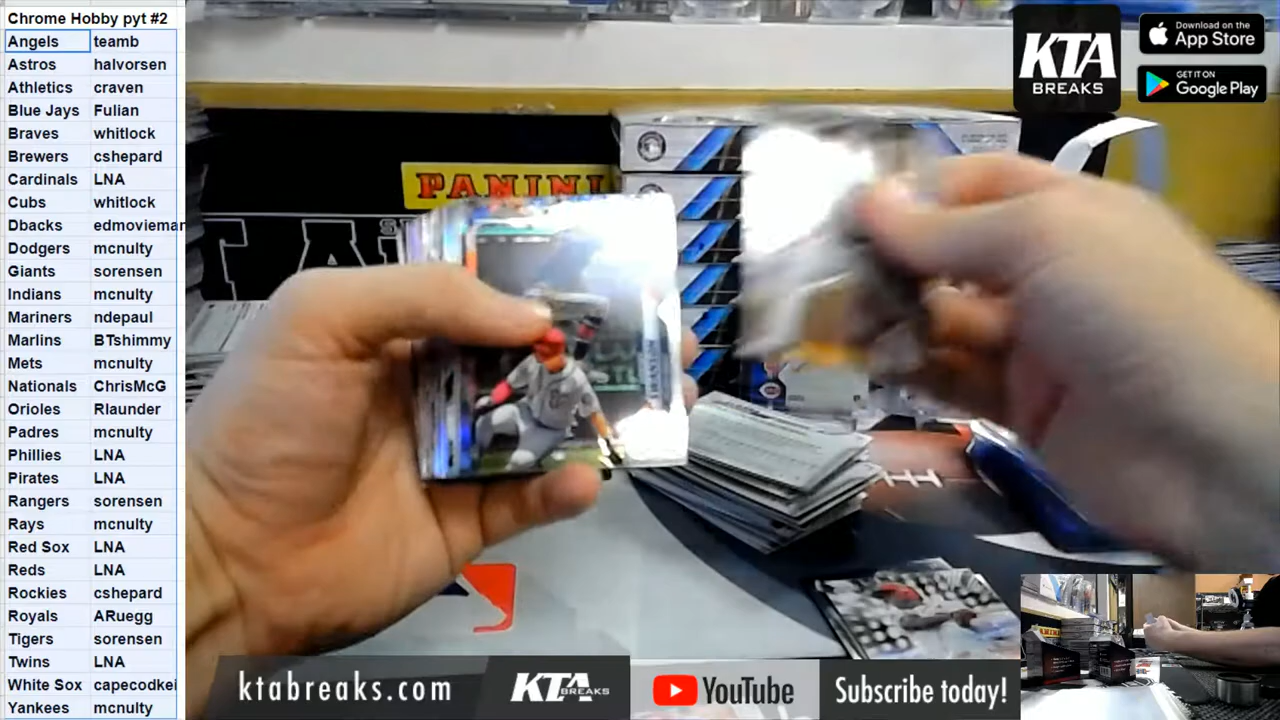 Chrome Hobby pyt #2
Angels teamb
Astros halvorsen
Athletics craven
Blue Jays Fulian
Braves whitlock
Brewers cshepard
Cardinals LNA
Cubs whitlock
Dbacks edmovieman
Dodgers mcnulty
Giants sorensen
Indians mcnulty
Mariners ndepaul
Marlins BTshimmy
Mets mcnulty
Nationals ChrisMcG
Orioles Rlaunder
Padres mcnulty
Phillies LNA
Pirates LNA
Rangers sorensen
Rays mcnulty
Red Sox LNA
Reds LNA
Rockies cshepard
Royals ARuegg
Tigers sorensen
Twins LNA
White Sox capecodkei
Yankees mcnulty
KTA
BREAKS
Download on the
App Store
GET IT ON
Google Play
PANINI
ktabreaks.com
KTA
BREAKS
YouTube
Subscribe today!